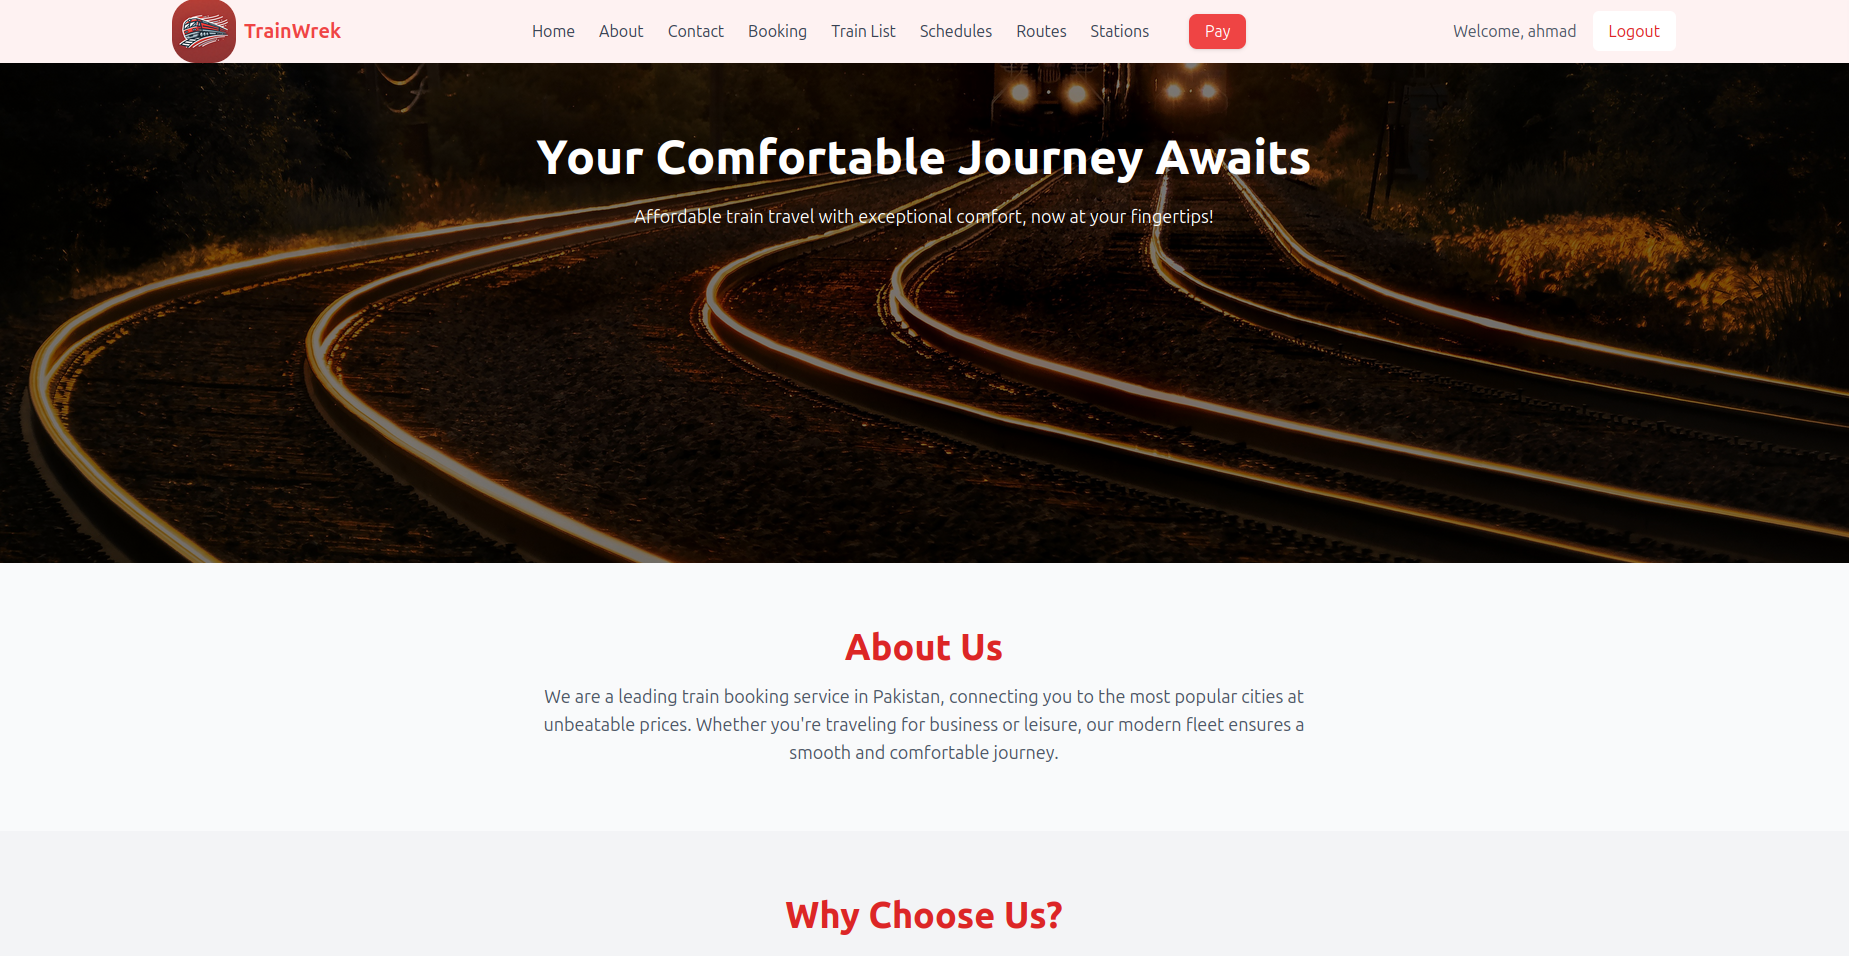 TrainWrek
Home About Contact Booking Train List Schedules Routes Stations Pay
Welcome, ahmad Logout
Your Comfortable Journey Awaits
Affordable train travel with exceptional comfort, now at your fingertips!
About Us
We are a leading train booking service in Pakistan, connecting you to the most popular cities at
unbeatable prices. Whether you're traveling for business or leisure, our modern fleet ensures a
smooth and comfortable journey.
Why Choose Us?